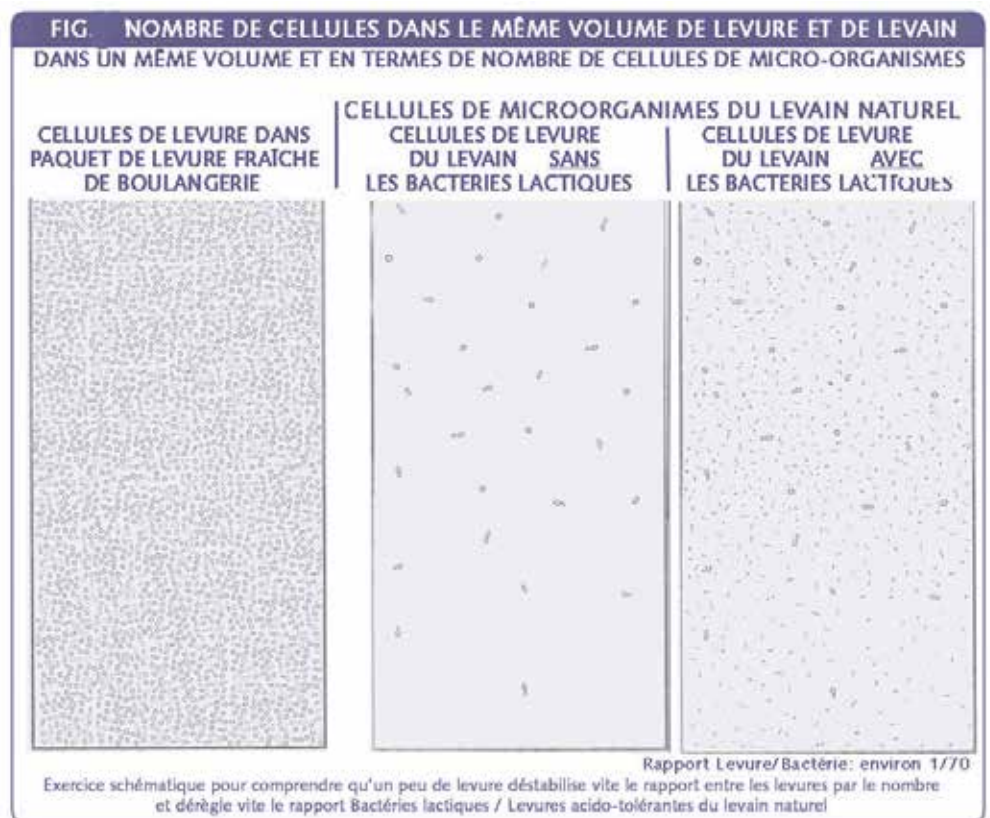 FIG. NOMBRE DE CELLULES DANS LE MÊME VOLUME DE LEVURE ET DE LEVAIN
DANS UN MÊME VOLUME ET EN TERMES DE NOMBRE DE CELLULES DE MICRO-ORGANISMES
CELLULES DE LEVURE DANS
PAQUET DE LEVURE FRAÎCHE
DE BOULANGERIE
CELLULES DE MICROORGANIMES DU LEVAIN NATUREL
CELLULES DE LEVURE
DU LEVAIN SANS
LES BACTERIES LACTIQUES
CELLULES DE LEVURE
DU LEVAIN AVEC
LES BACTERIES LACTIQUES
Rapport Levure/Bactérie: environ 1/70
Exercice schématique pour comprendre qu'un peu de levure déstabilise vite le rapport entre les levures par le nombre
et dérègle vite le rapport Bactéries lactiques / Levures acido-tolérantes du levain naturel